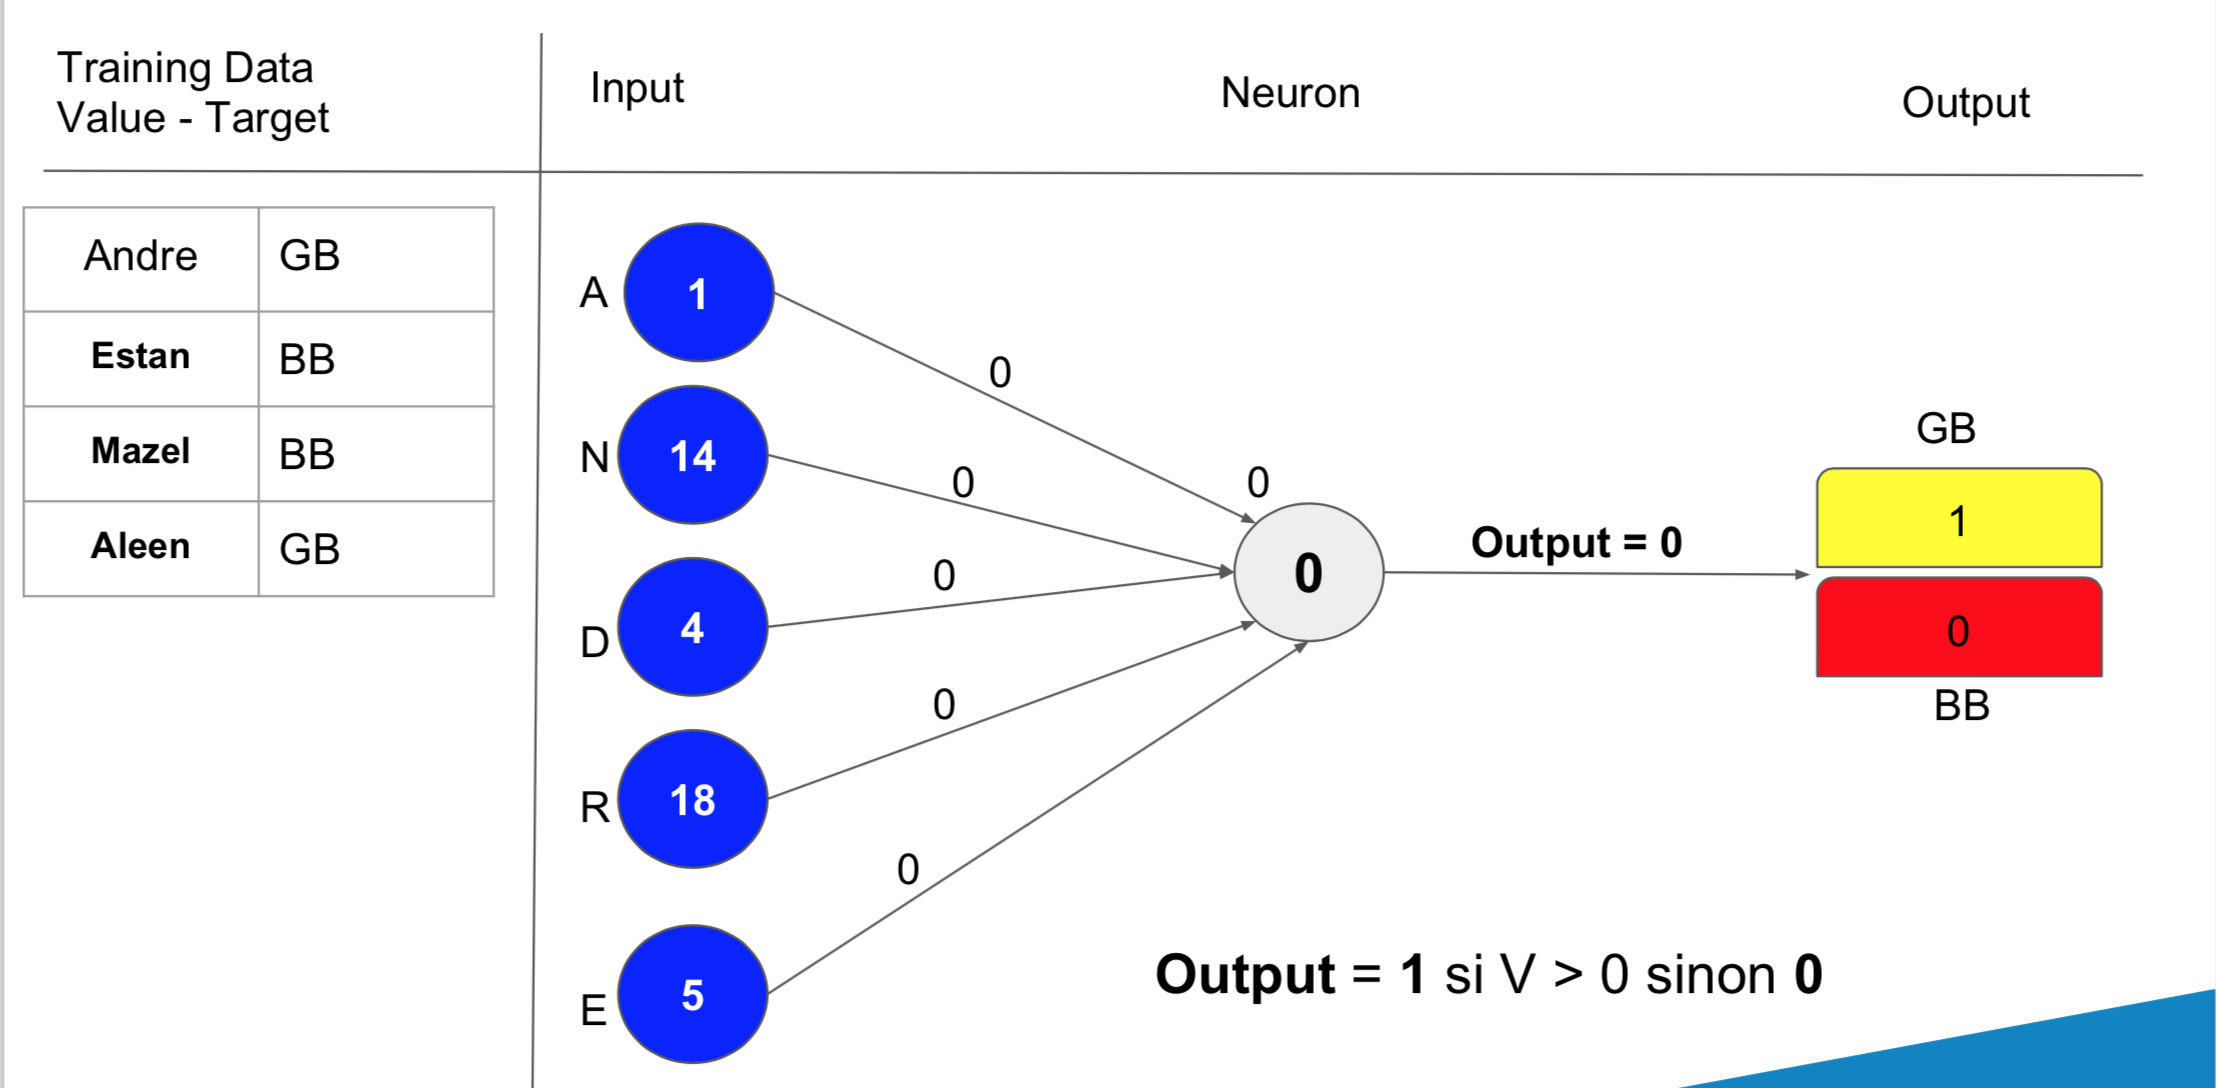 Training Data
Value - Target
Input
Neuron
Output
Andre GB
Estan BB
Mazel BB
Aleen GB
A 1
0
N 14
0
0
D 4
0
R 18
0
E 5
0
0
Output = 0
GB
1
0
BB
Output = 1 si V > 0 sinon 0